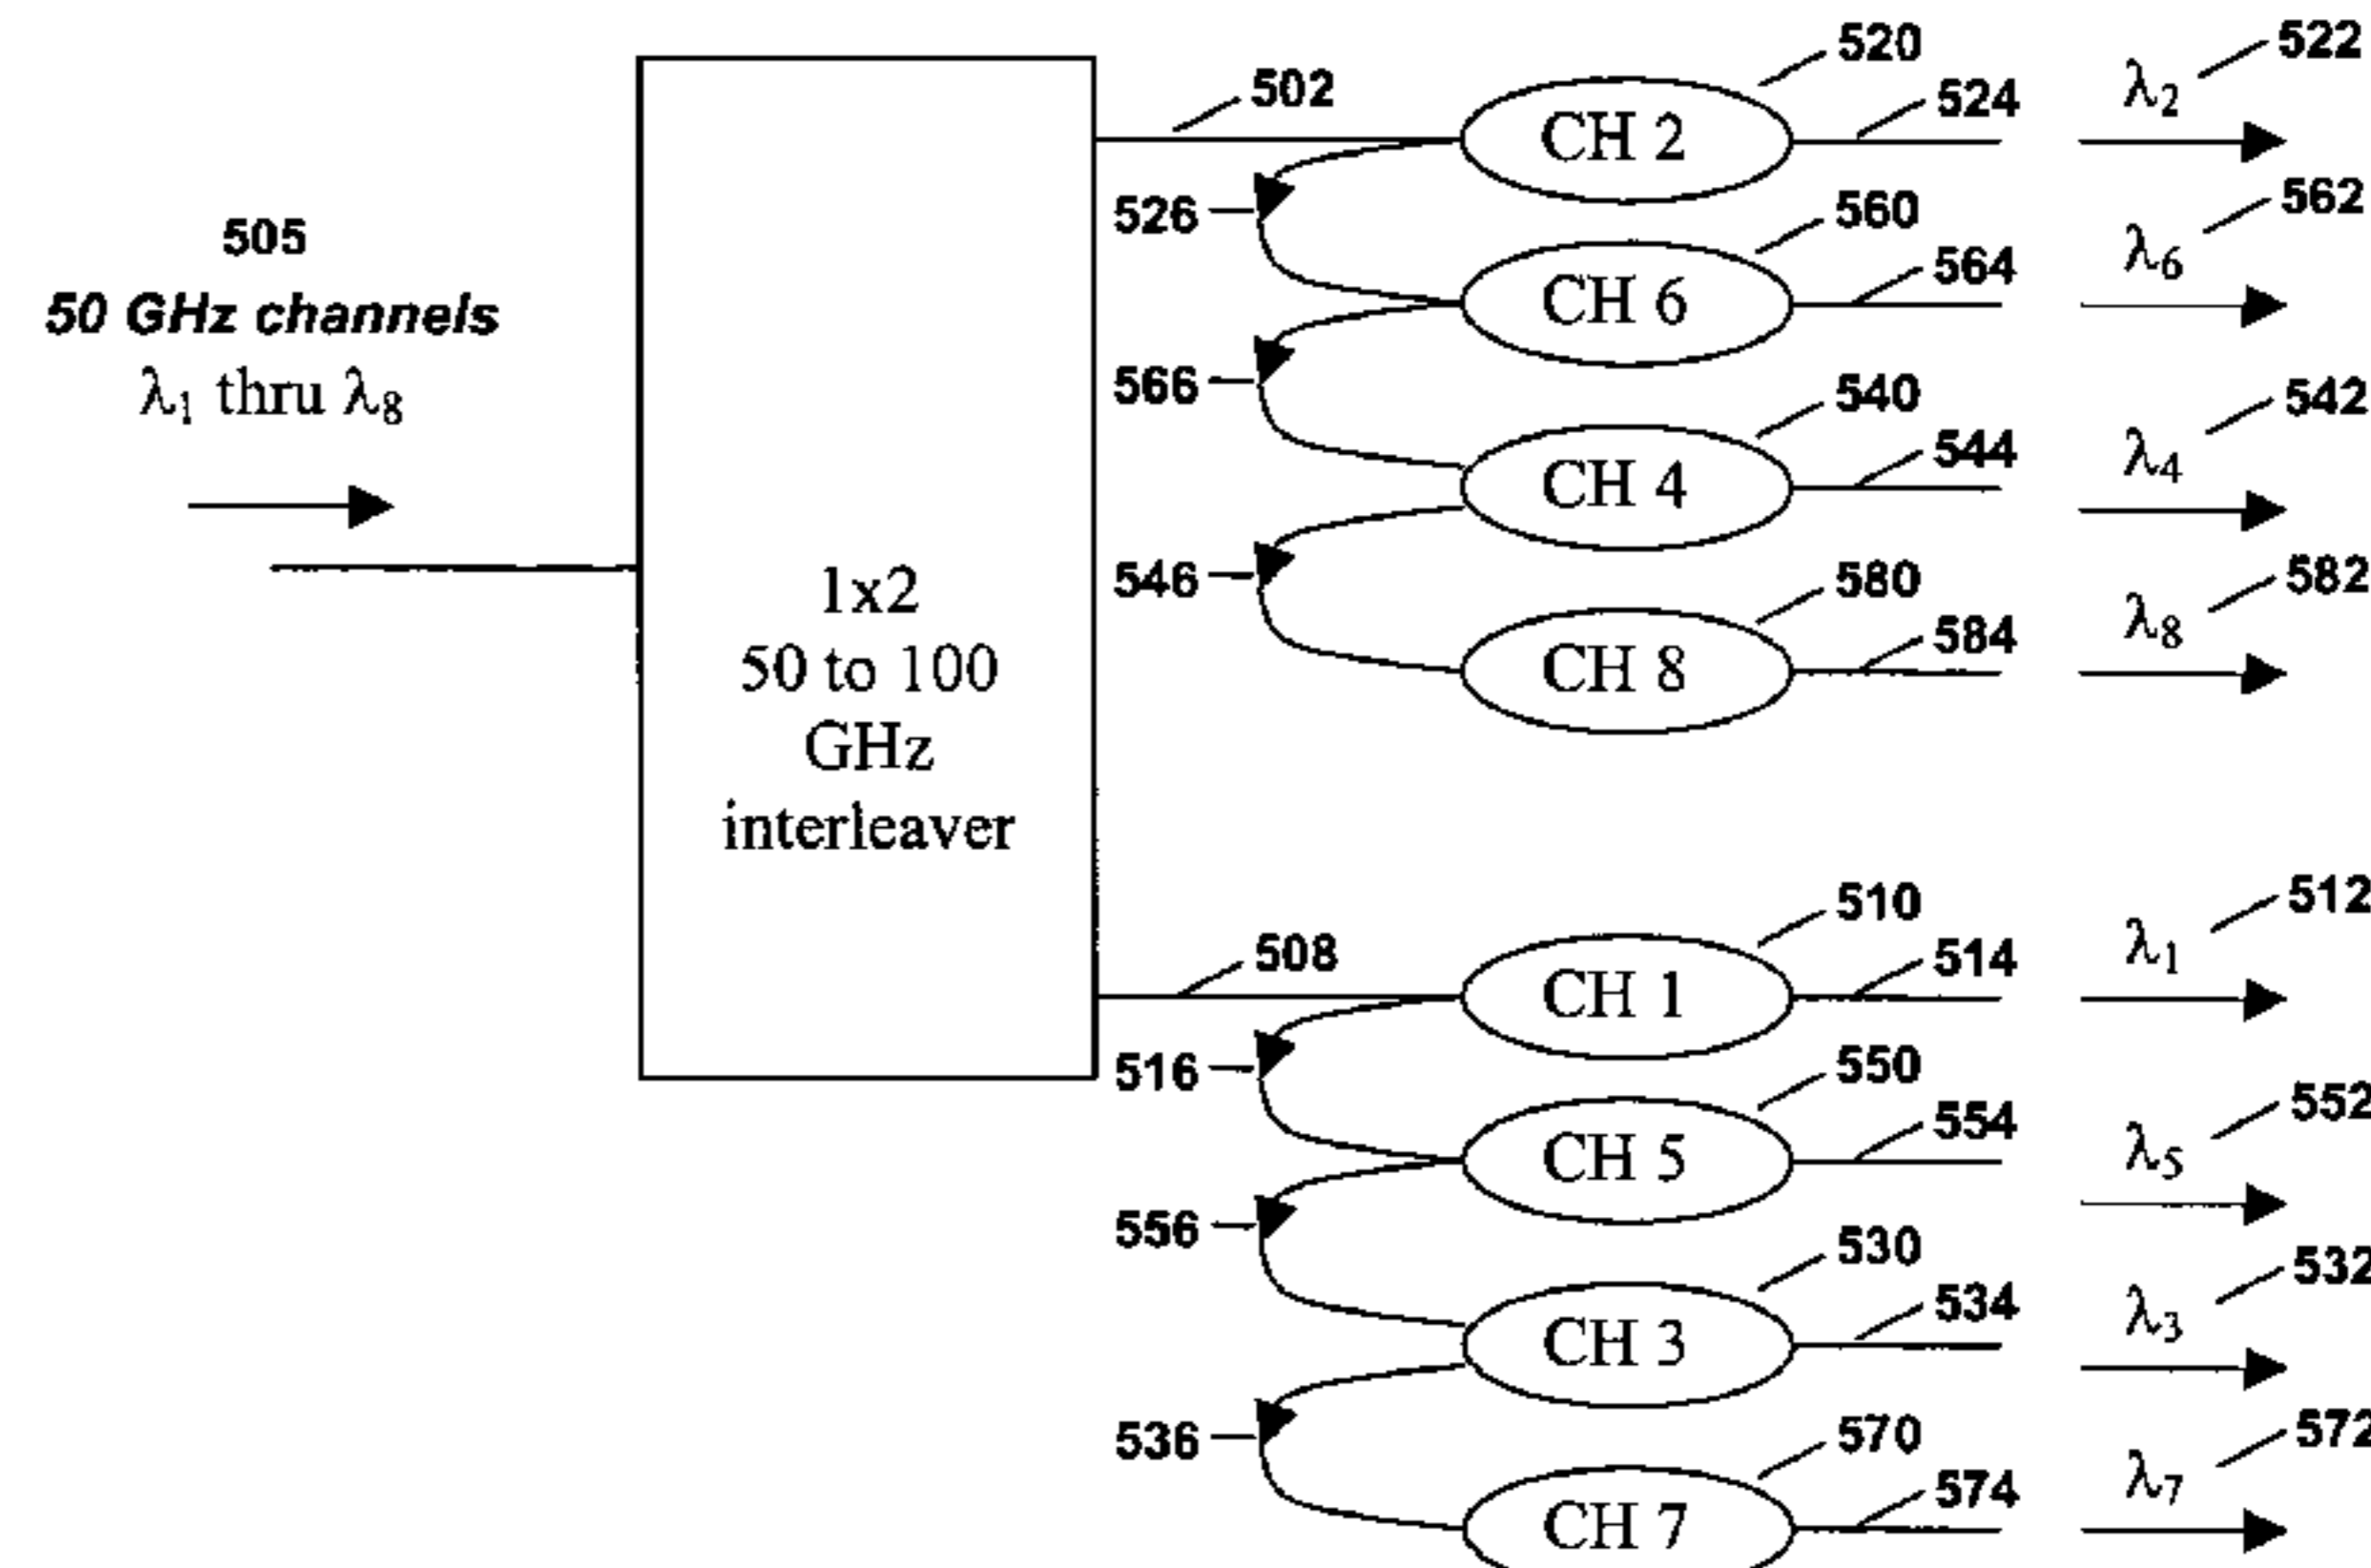 505
50 GHz channels
λ₁ thru λ₈
1x2
50 to 100
GHz
interleaver
502
CH 2
520
524
λ₂
522
526
CH 6
560
564
λ₆
562
566
CH 4
540
544
λ₄
542
546
CH 8
580
584
λ₈
582
508
CH 1
510
514
λ₁
512
516
CH 5
550
554
λ₅
552
556
CH 3
530
534
λ₃
532
536
CH 7
570
574
λ₇
572